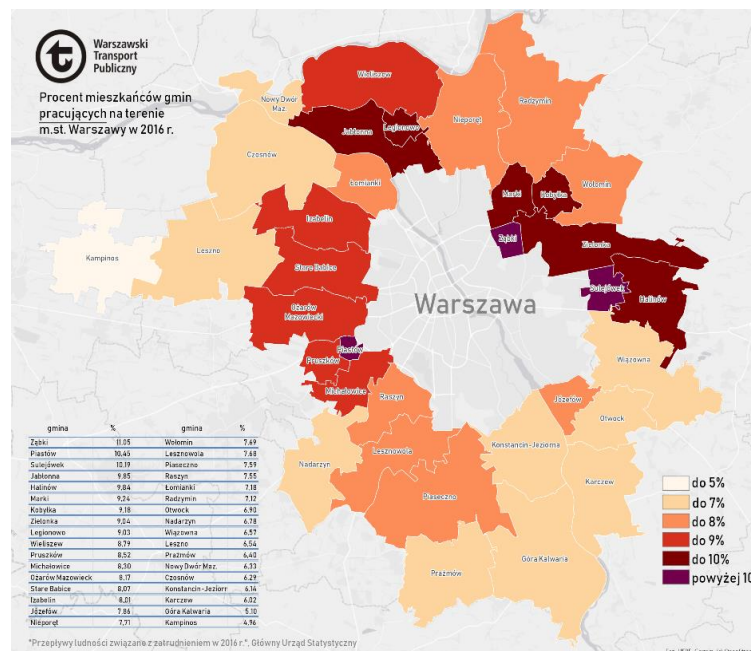 Warszawski
Transport
Publiczny
Procent mieszkańców gmin
pracujących na terenie
m.st. Warszawy w 2016 r.
Wieliszew
Nowy Dwór
Maz.
Jabłonna
Legionowo
Nieporęt
Radzymin
Czosnów
Łomianki
Marki
Kobyłka
Wołomin
Izabelin
Ząbki
Zielonka
Kampinos
Leszno
Stare Babice
Sulejówek
Halinów
Ożarów
Mazowiecki
Warszawa
Piastów
Pruszków
Wiązowna
Michałowice
Raszyn
Józefów
Otwock
Nadarzyn
Lesznowola
Konstancin-Jeziorna
Karczew
Piaseczno
Prażmów
Góra Kalwaria
gmina % gmina %
Ząbki 11,05 Wołomin 7,69
Piastów 10,45 Lesznowola 7,68
Sulejówek 10,19 Piaseczno 7,59
Jabłonna 9,85 Raszyn 7,55
Halinów 9,84 Łomianki 7,18
Marki 9,24 Radzymin 7,12
Kobyłka 9,18 Otwock 6,90
Zielonka 9,04 Nadarzyn 6,78
Legionowo 9,03 Wiązowna 6,57
Wieliszew 8,79 Leszno 6,54
Pruszków 8,52 Prażmów 6,40
Michałowice 8,30 Nowy Dwór Maz. 6,33
Ożarów Mazowieck 8,17 Czosnów 6,29
Stare Babice 8,07 Konstancin-Jeziorr 6,14
Izabelin 8,01 Karczew 6,02
Józefów 7,86 Góra Kalwaria 5,10
Nieporęt 7,71 Kampinos 4,96
do 5%
do 7%
do 8%
do 9%
do 10%
powyżej 10
"Przepływy ludności związane z zatrudnieniem w 2016 r.", Główny Urząd Statystyczny